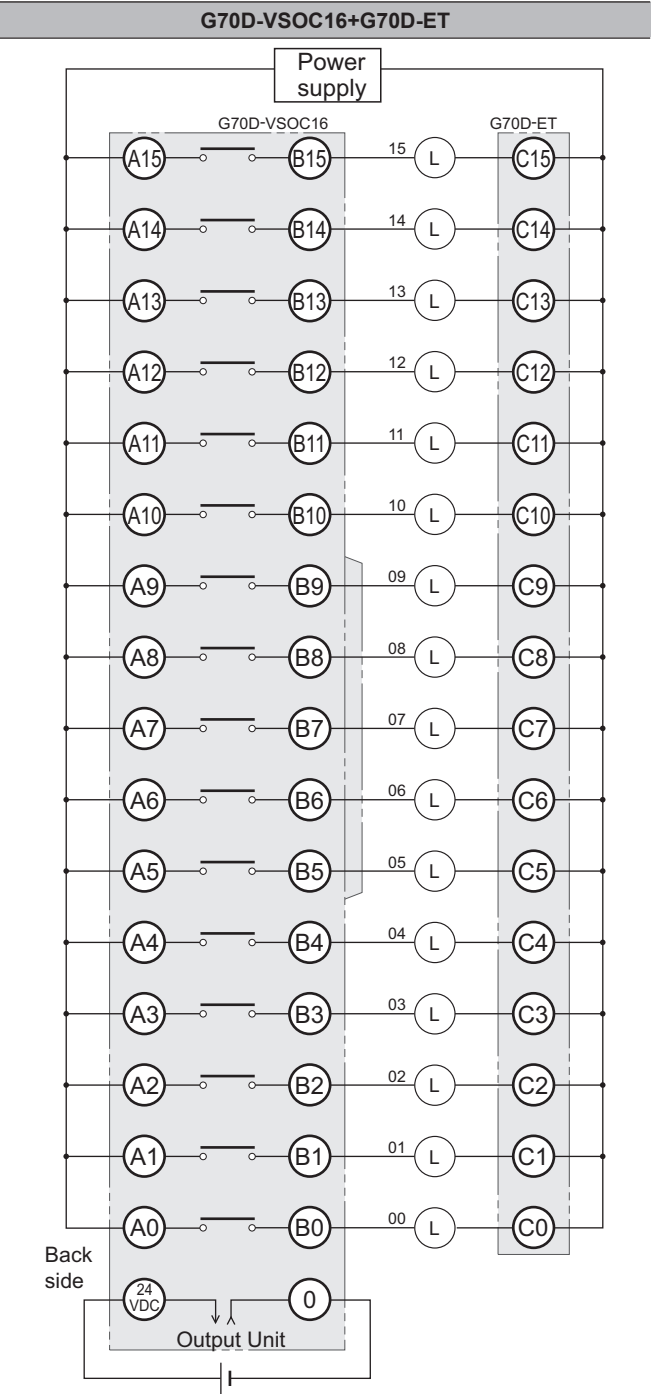 G70D-VSOC16+G70D-ET
Power
supply
G70D-VSOC16 G70D-ET
A15 B15 15 L C15
A14 B14 14 L C14
A13 B13 13 L C13
A12 B12 12 L C12
A11 B11 11 L C11
A10 B10 10 L C10
A9 B9 09 L C9
A8 B8 08 L C8
A7 B7 07 L C7
A6 B6 06 L C6
A5 B5 05 L C5
A4 B4 04 L C4
A3 B3 03 L C3
A2 B2 02 L C2
A1 B1 01 L C1
A0 B0 00 L C0
Back
side
24
VDC 0
Output Unit